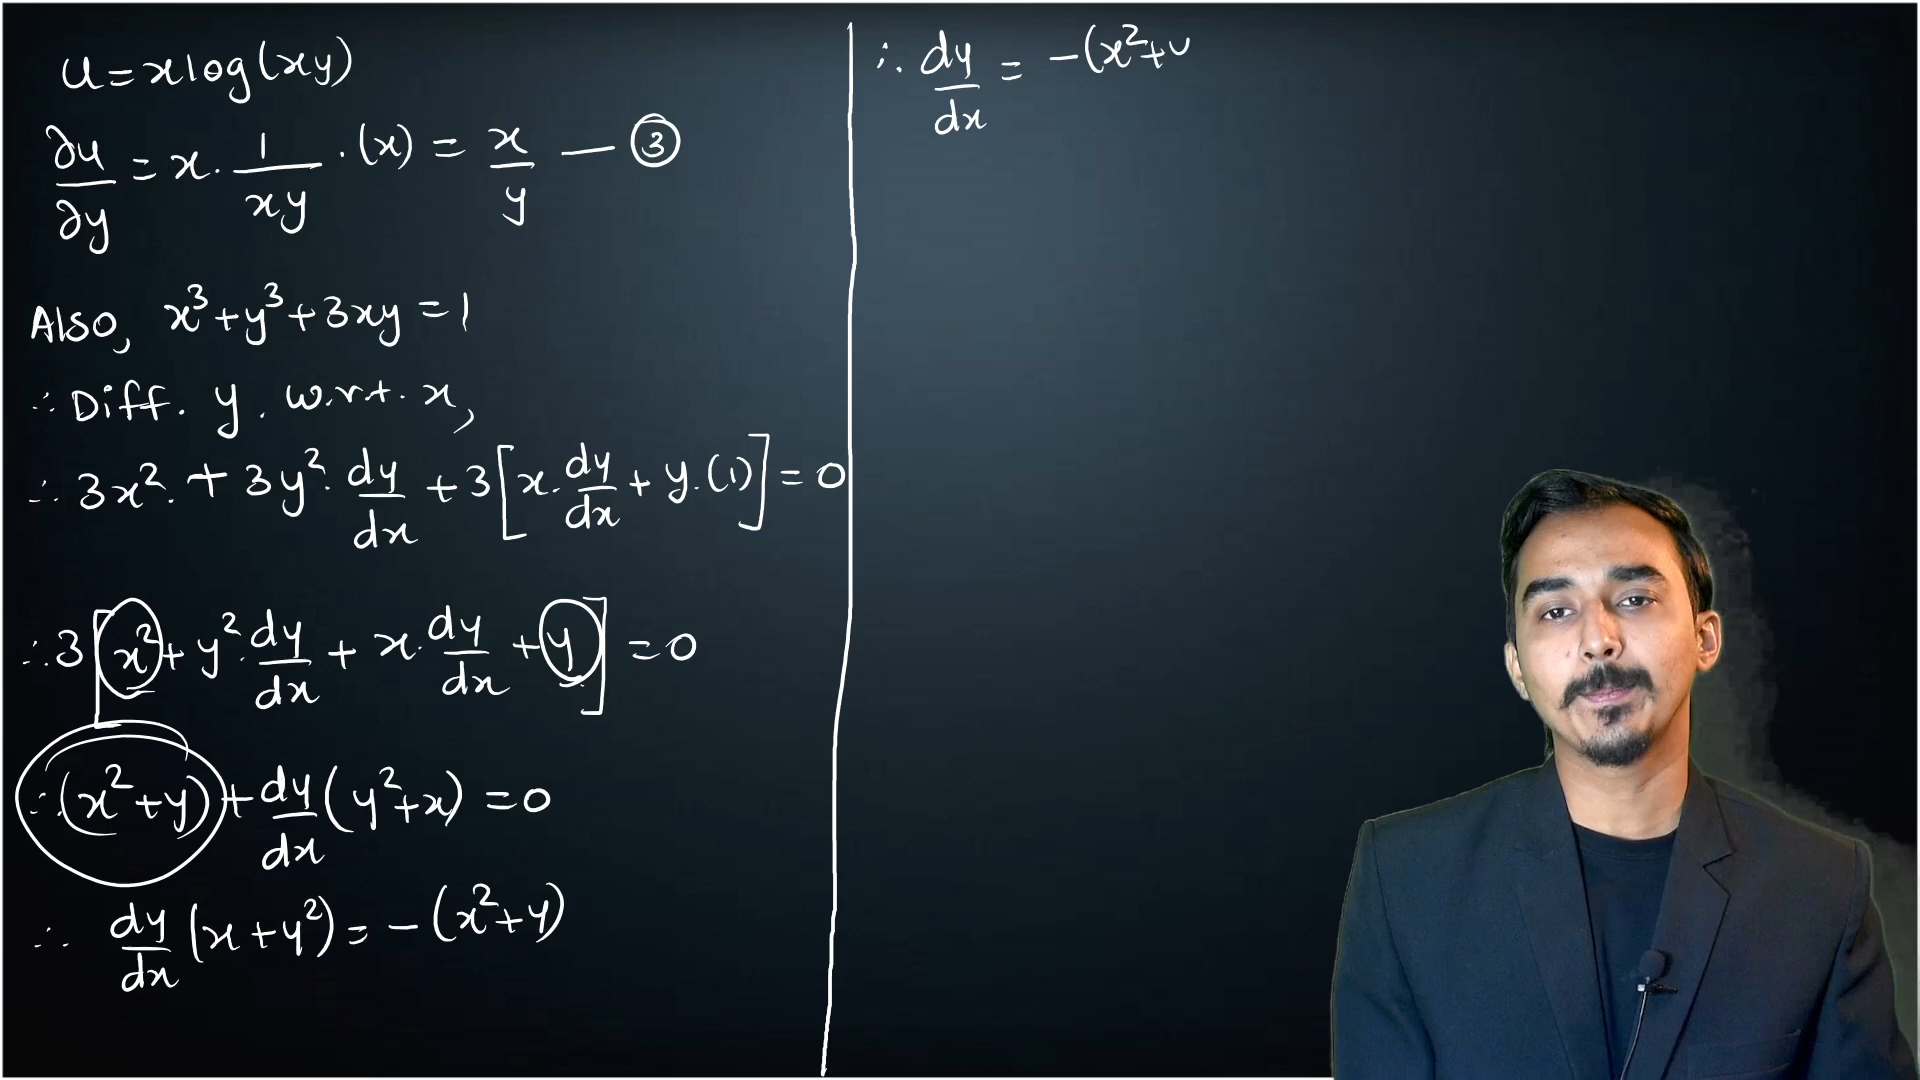 u = x log(xy)
∂u/∂y = x · 1/xy · (x) = x/y — ③
Also, x³ + y³ + 3xy = 1
∴ Diff. y. w.r.t. x,
∴ 3x². + 3y². dy/dx + 3[x. dy/dx + y.(1)] = 0
∴ 3[x² + y². dy/dx + x. dy/dx + y] = 0
∴ (x² + y) + dy/dx (y² + x) = 0
∴ dy/dx (x + y²) = -(x² + y)
∴ dy/dx = -(x² +